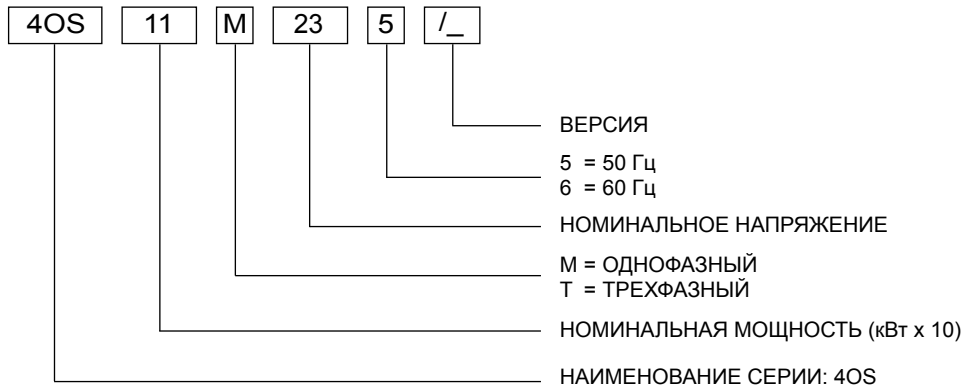 4OS 11 M 23 5 /_
ВЕРСИЯ
5 = 50 Гц
6 = 60 Гц
НОМИНАЛЬНОЕ НАПРЯЖЕНИЕ
М = ОДНОФАЗНЫЙ
Т = ТРЕХФАЗНЫЙ
НОМИНАЛЬНАЯ МОЩНОСТЬ (кВт x 10)
НАИМЕНОВАНИЕ СЕРИИ: 4OS